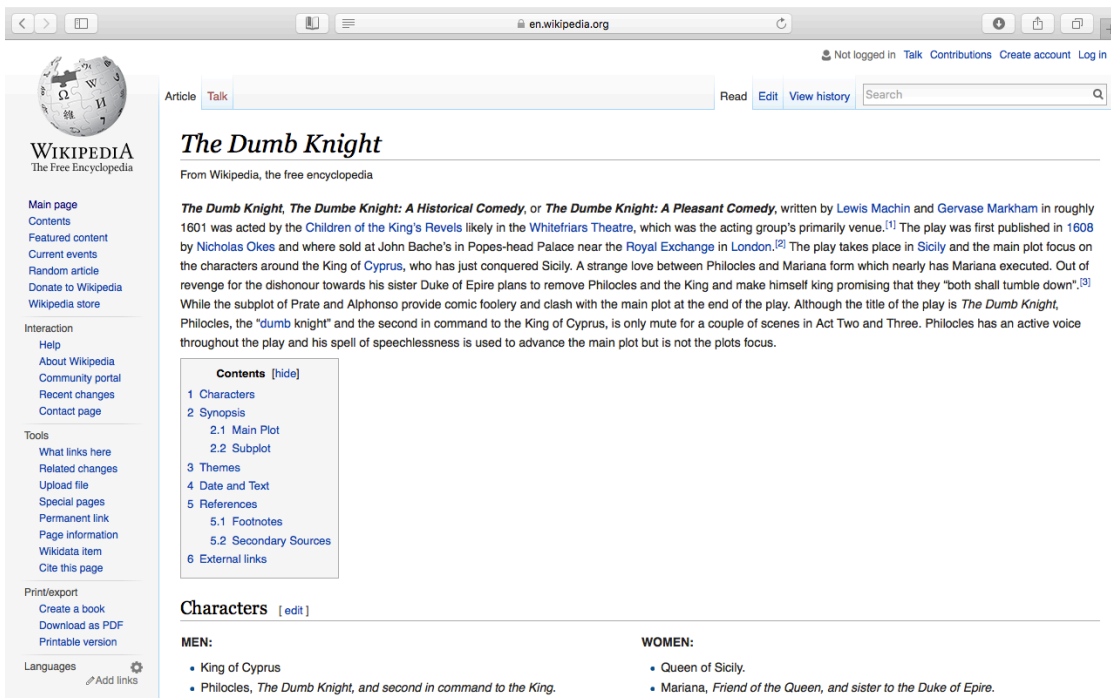 en.wikipedia.org
Not logged in Talk Contributions Create account Log in
Article Talk
Read Edit View history Search
WIKIPEDIA
The Free Encyclopedia
Main page
Contents
Featured content
Current events
Random article
Donate to Wikipedia
Wikipedia store
Interaction
Help
About Wikipedia
Community portal
Recent changes
Contact page
Tools
What links here
Related changes
Upload file
Special pages
Permanent link
Page information
Wikidata item
Cite this page
Print/export
Create a book
Download as PDF
Printable version
Languages
Add links
The Dumb Knight
From Wikipedia, the free encyclopedia
The Dumb Knight, The Dumbe Knight: A Historical Comedy, or The Dumbe Knight: A Pleasant Comedy, written by Lewis Machin and Gervase Markham in roughly
1601 was acted by the Children of the King's Revels likely in the Whitefriars Theatre, which was the acting group's primarily venue.[1] The play was first published in 1608
by Nicholas Okes and where sold at John Bache's in Popes-head Palace near the Royal Exchange in London.[2] The play takes place in Sicily and the main plot focus on
the characters around the King of Cyprus, who has just conquered Sicily. A strange love between Philocles and Mariana form which nearly has Mariana executed. Out of
revenge for the dishonour towards his sister Duke of Epire plans to remove Philocles and the King and make himself king promising that they “both shall tumble down”.[3]
While the subplot of Prate and Alphonso provide comic foolery and clash with the main plot at the end of the play. Although the title of the play is The Dumb Knight,
Philocles, the “dumb knight” and the second in command to the King of Cyprus, is only mute for a couple of scenes in Act Two and Three. Philocles has an active voice
throughout the play and his spell of speechlessness is used to advance the main plot but is not the plots focus.
Contents [hide]
1 Characters
2 Synopsis
2.1 Main Plot
2.2 Subplot
3 Themes
4 Date and Text
5 References
5.1 Footnotes
5.2 Secondary Sources
6 External links
Characters [ edit ]
MEN:
• King of Cyprus
• Philocles, The Dumb Knight, and second in command to the King.
WOMEN:
• Queen of Sicily.
• Mariana, Friend of the Queen, and sister to the Duke of Epire.